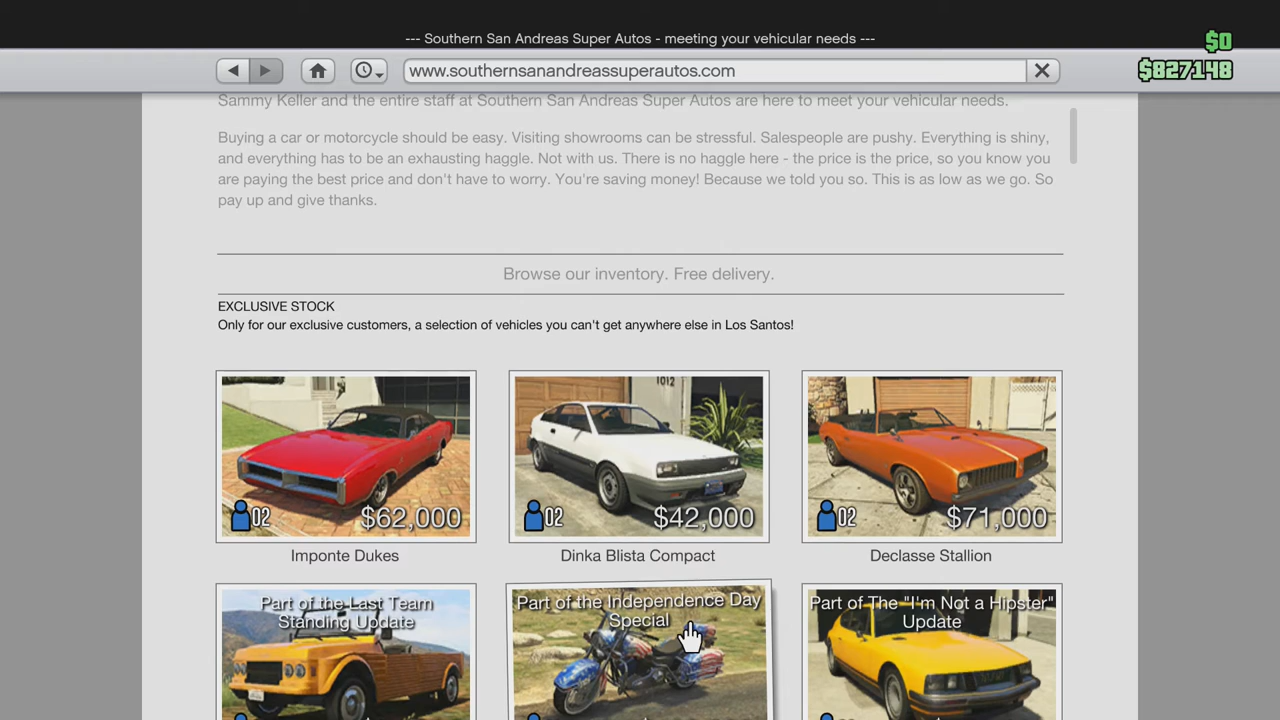 --- Southern San Andreas Super Autos - meeting your vehicular needs ---
$0
www.southernsanandreassuperautos.com
$827148
Sammy Keller and the entire staff at Southern San Andreas Super Autos are here to meet your vehicular needs.
Buying a car or motorcycle should be easy. Visiting showrooms can be stressful. Salespeople are pushy. Everything is shiny,
and everything has to be an exhausting haggle. Not with us. There is no haggle here - the price is the price, so you know you
are paying the best price and don't have to worry. You're saving money! Because we told you so. This is as low as we go. So
pay up and give thanks.
Browse our inventory. Free delivery.
EXCLUSIVE STOCK
Only for our exclusive customers, a selection of vehicles you can't get anywhere else in Los Santos!
1012
02 $62,000
02 $42,000
02 $71,000
Imponte Dukes
Dinka Blista Compact
Declasse Stallion
Part of the Last Team
Standing Update
Part of the Independence Day
Special
Part of The "I'm Not a Hipster"
Update